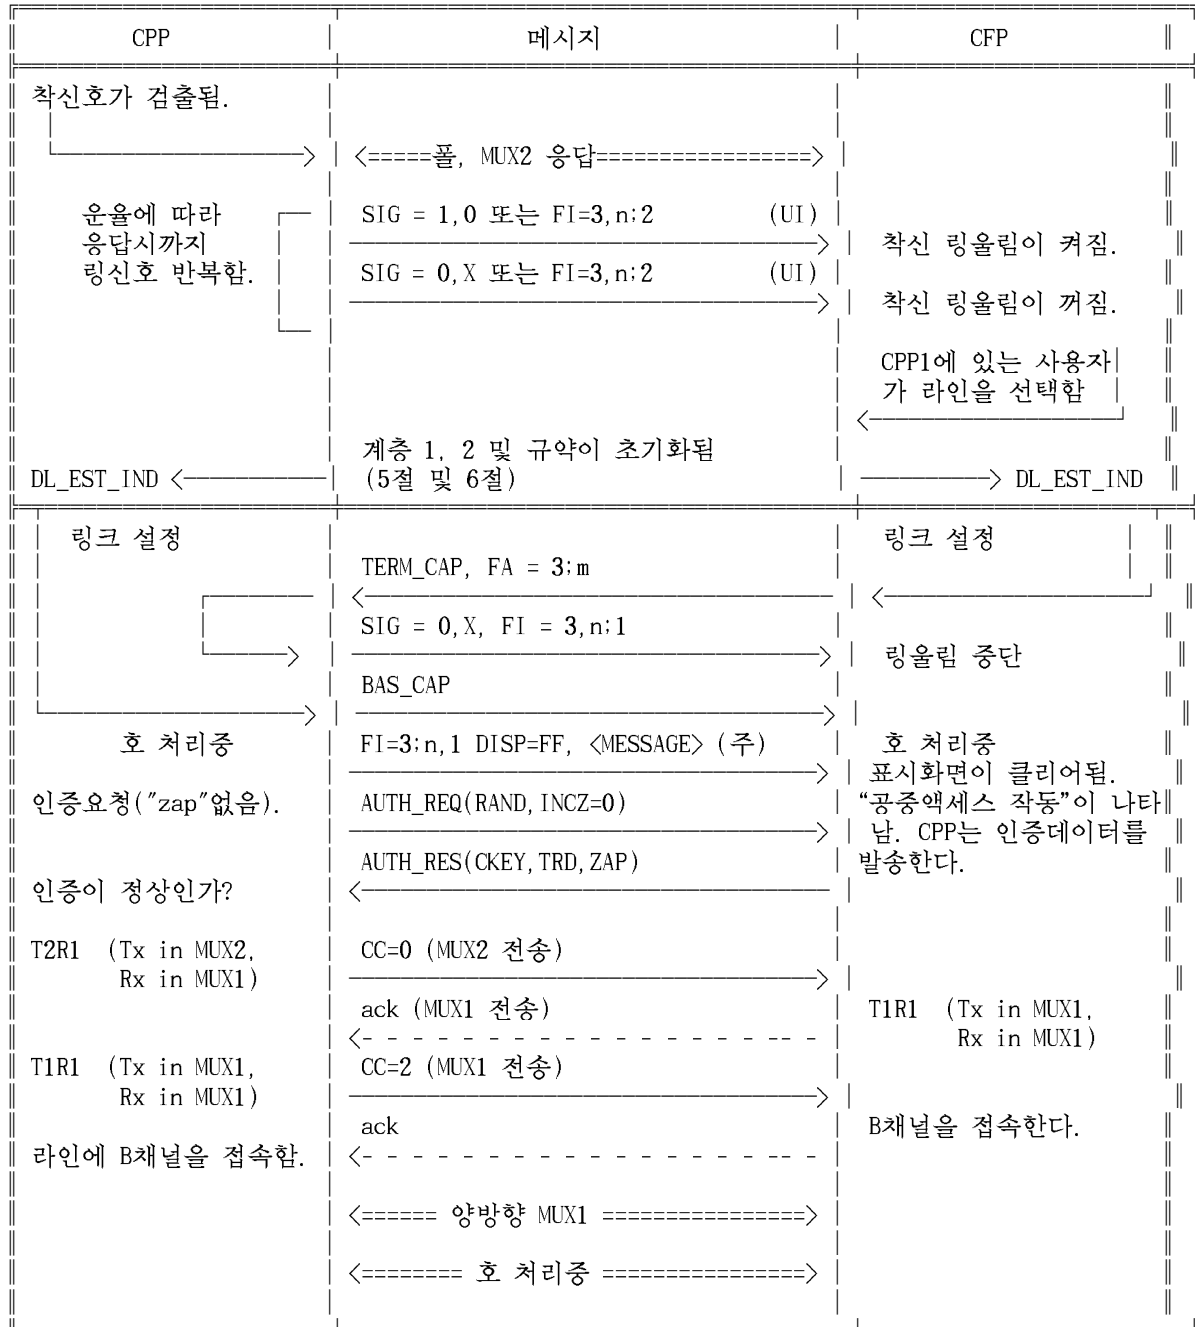 CPP 메시지 CFP
착신호가 검출됨.
<=====폴, MUX2 응답=================>
운율에 따라 SIG = 1,0 또는 FI=3,n;2 (UI)
응답시까지 착신 링울림이 켜짐.
링신호 반복함. SIG = 0,X 또는 FI=3,n;2 (UI)
착신 링울림이 꺼짐.
CPP1에 있는 사용자
가 라인을 선택함
계층 1, 2 및 규약이 초기화됨
DL_EST_IND (5절 및 6절) DL_EST_IND
링크 설정 링크 설정
TERM_CAP, FA = 3;m
SIG = 0,X, FI = 3,n;1
링울림 중단
BAS_CAP
호 처리중 FI=3;n,1 DISP=FF, <MESSAGE> (주) 호 처리중
표시화면이 클리어됨.
인증요청("zap"없음). AUTH_REQ(RAND,INCZ=0) “공중액세스 작동”이 나타
남. CPP는 인증데이터를
AUTH_RES(CKEY,TRD,ZAP) 발송한다.
인증이 정상인가?
T2R1 (Tx in MUX2, CC=0 (MUX2 전송)
Rx in MUX1)
ack (MUX1 전송) T1R1 (Tx in MUX1,
Rx in MUX1)
T1R1 (Tx in MUX1, CC=2 (MUX1 전송)
Rx in MUX1)
ack B채널을 접속한다.
라인에 B채널을 접속함.
<====== 양방향 MUX1 ================>
<======== 호 처리중 ================>